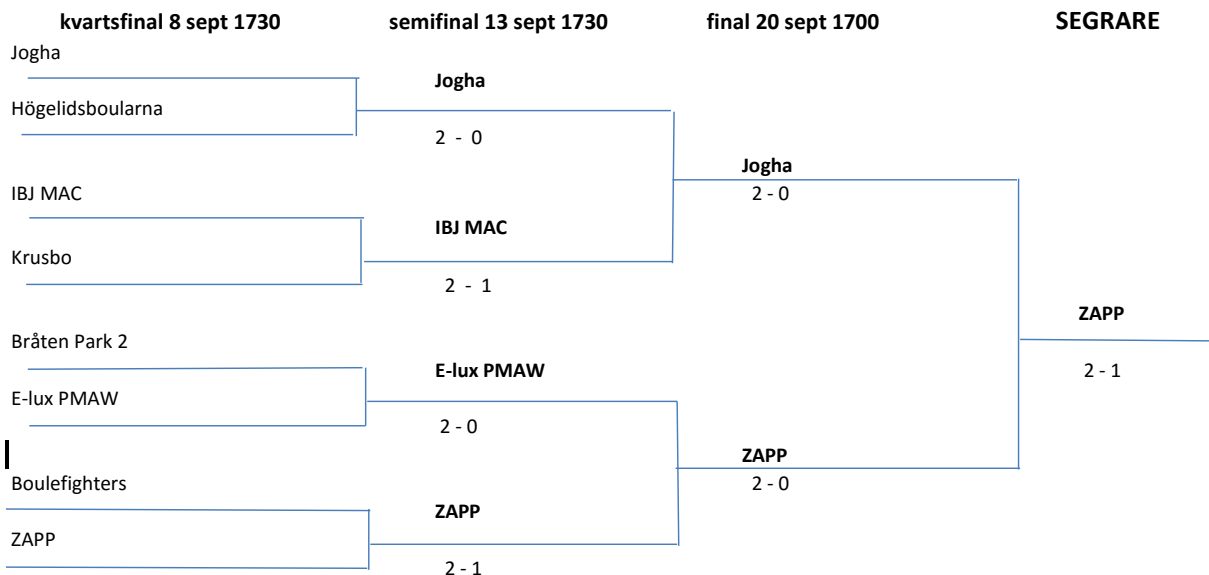 kvartsfinal 8 sept 1730 semifinal 13 sept 1730 final 20 sept 1700 SEGRARE
Jogha
Jogha
Högelidsboularna
2 - 0
Jogha
IBJ MAC
2 - 0
IBJ MAC
Krusbo
2 - 1
ZAPP
Bråten Park 2
E-lux PMAW
2 - 1
E-lux PMAW
2 - 0
ZAPP
Boulefighters
2 - 0
ZAPP
ZAPP
2 - 1